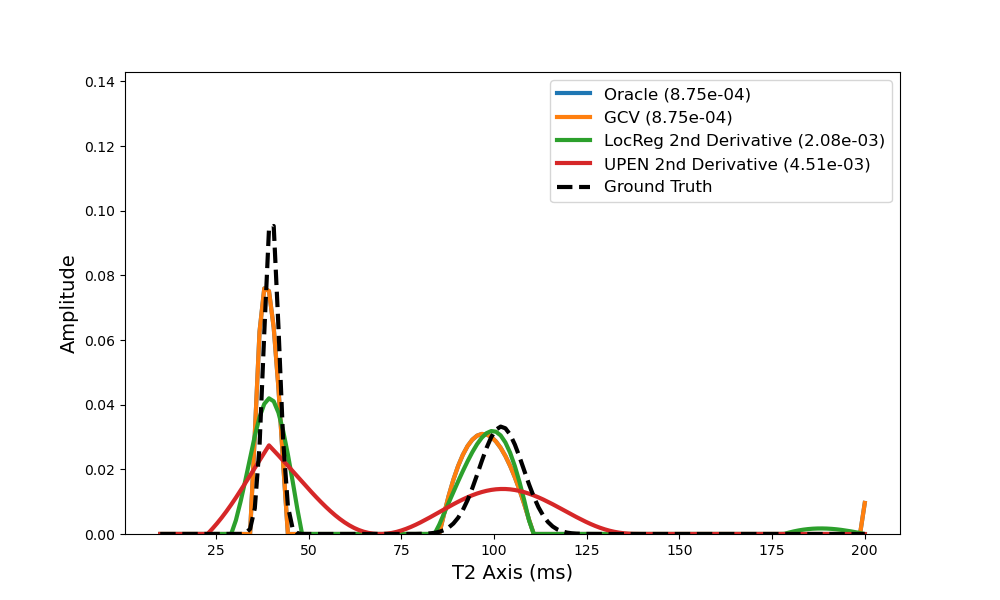 0.14
0.12
0.10
0.08
0.06
0.04
0.02
0.00
Amplitude
25
50
75
100
125
150
175
200
T2 Axis (ms)
Oracle (8.75e-04)
GCV (8.75e-04)
LocReg 2nd Derivative (2.08e-03)
UPEN 2nd Derivative (4.51e-03)
Ground Truth